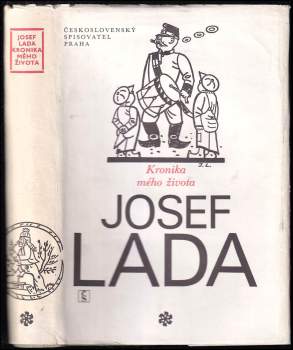 JOSEF
LADA
KRONIKA
MÉHO
ŽIVOTA
ČESKOSLOVENSKÝ
SPISOVATEL
PRAHA
J.L.
Kronika
mého života
JOSEF
LADA